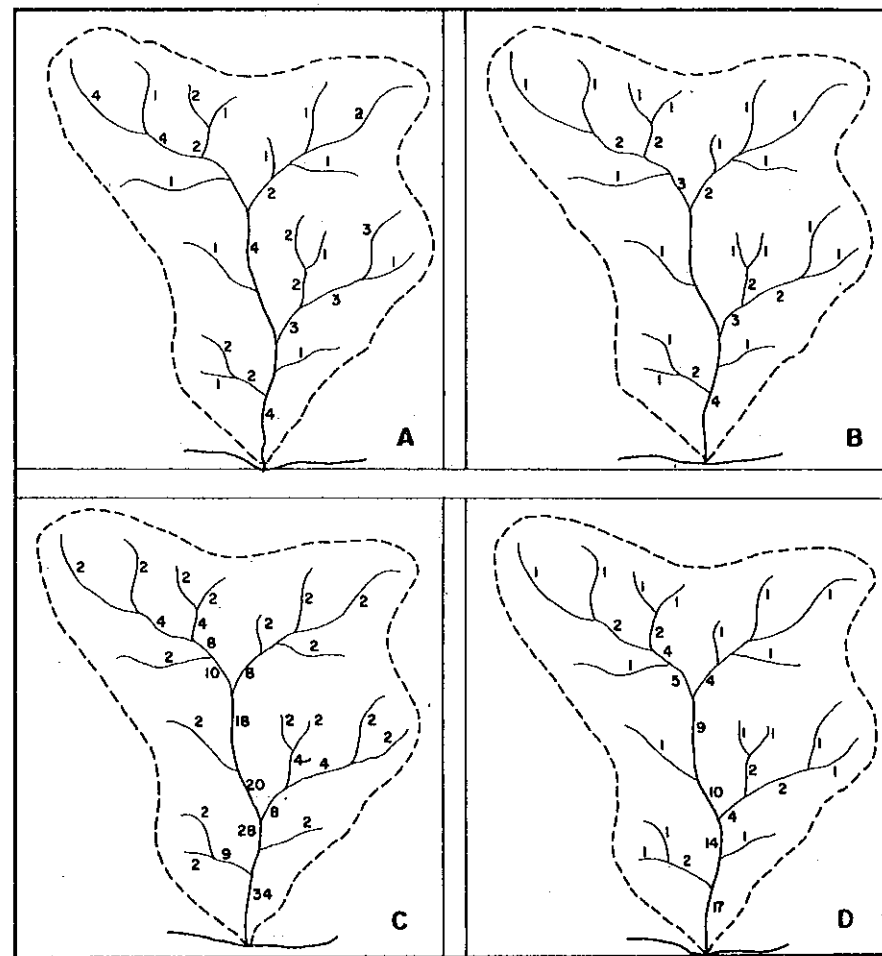 4 1 2 1 1 2
4 2 1 1
1 2
2 3
1 4 1 1
2 3
3
2 1
1 2
4
A
1 1 1 1 1 1
2 2 1 1
1 3 2
1 1 1 1
1
2 2
3
1 1
1 2
4
B
2 2 2 2 2 2
4 4 2
8 2
2 10 8
2 18 2 2 2
2
20 4 4
8
2 28 2
2 9
34
C
1 1 1 1 1 1
2 2 1
4 1
1 5 4
1 9 1 1 1
10 2 2 1
4
1 14 1
1 2
17
D